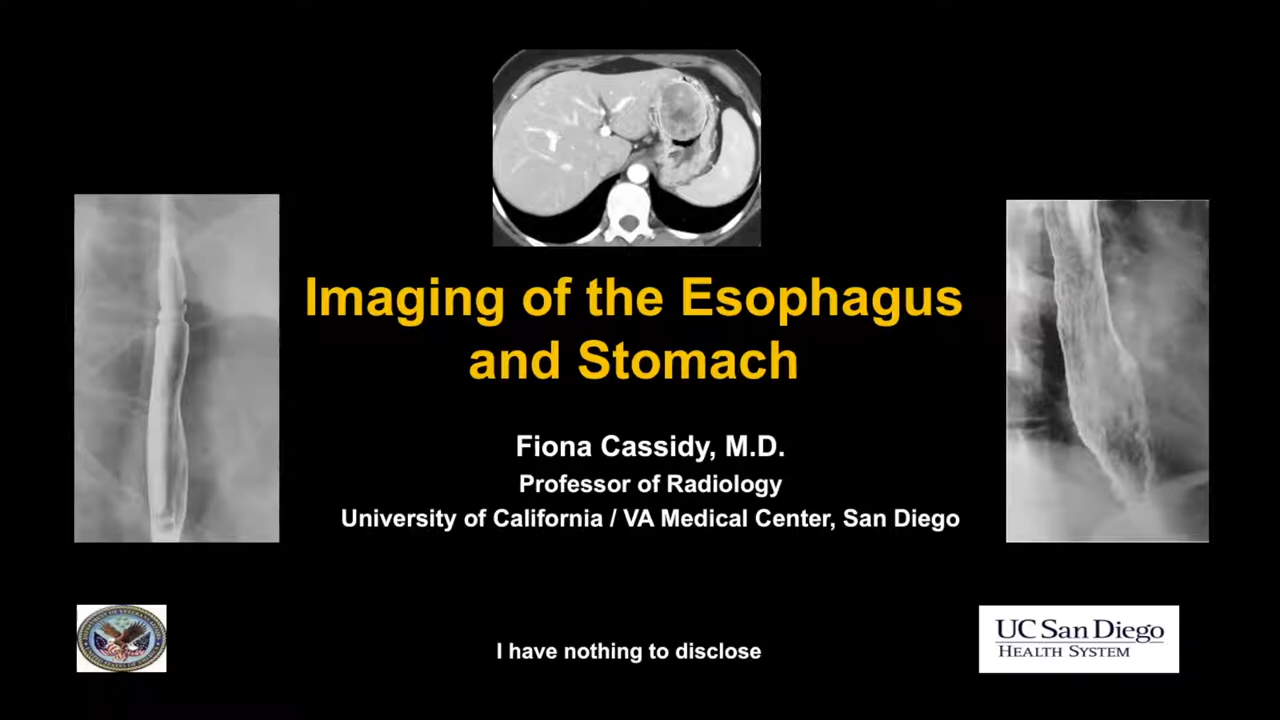 Imaging of the Esophagus
and Stomach
Fiona Cassidy, M.D.
Professor of Radiology
University of California / VA Medical Center, San Diego
I have nothing to disclose
UC San Diego
HEALTH SYSTEM